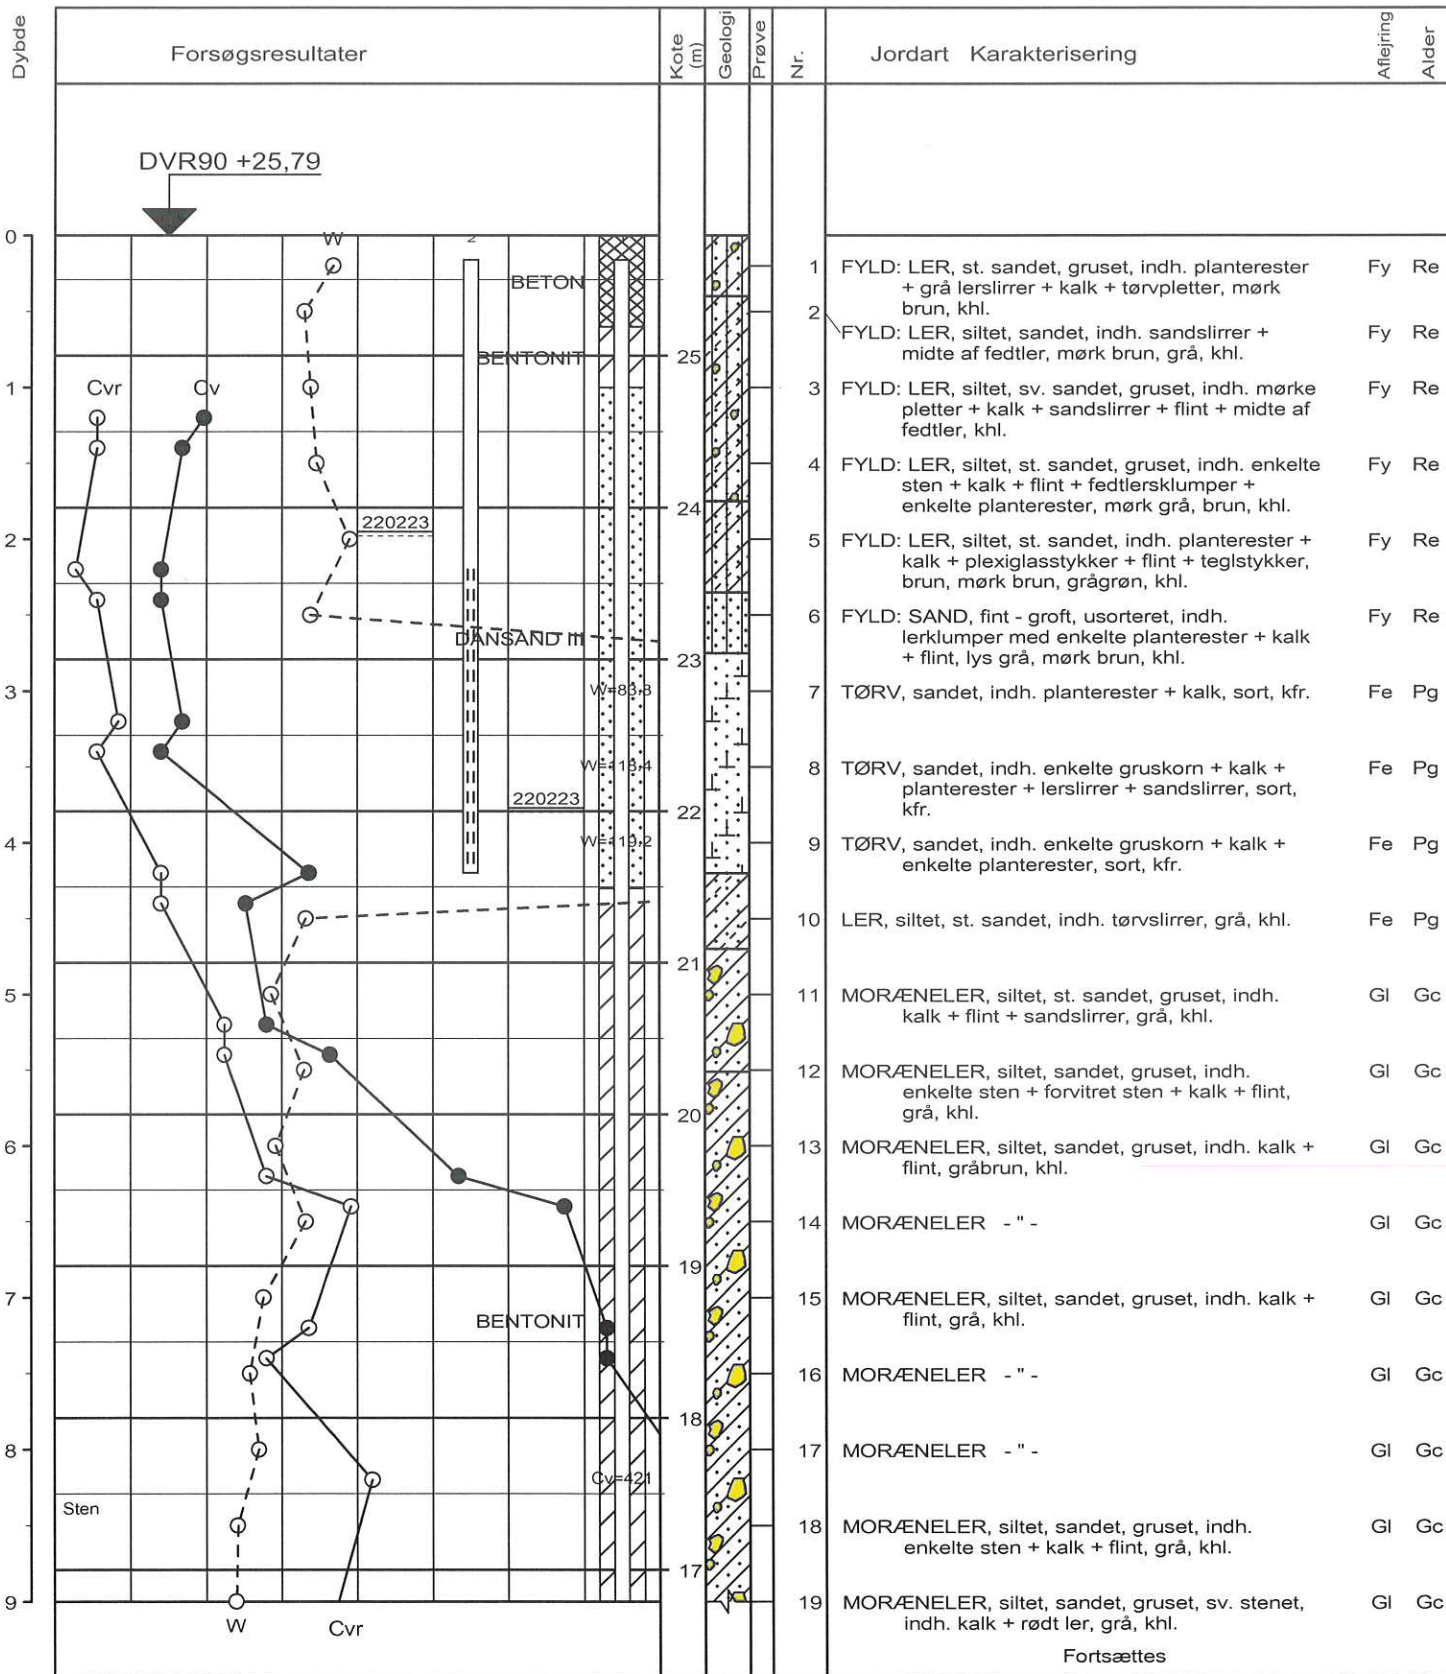 Dybde
Forsøgsresultater
Kote (m)
Geologi
Prøve
Nr.
Jordart Karakterisering
Aflejring
Alder
DVR90 +25,79
0
W
2
BETON
1 FYLD: LER, st. sandet, gruset, indh. planterester Fy Re
+ grå lerslirrer + kalk + tørvpletter, mørk
brun, khl.
2
FYLD: LER, siltet, sandet, indh. sandslirrer + Fy Re
midte af fedtler, mørk brun, grå, khl.
BENTONIT
25
1
Cvr
Cv
3 FYLD: LER, siltet, sv. sandet, gruset, indh. mørke Fy Re
pletter + kalk + sandslirrer + flint + midte af
fedtler, khl.
4 FYLD: LER, siltet, st. sandet, gruset, indh. enkelte Fy Re
sten + kalk + flint + fedtlersklumper +
enkelte planterester, mørk grå, brun, khl.
24
220223
2
5 FYLD: LER, siltet, st. sandet, indh. planterester + Fy Re
kalk + plexiglasstykker + flint + teglstykker,
brun, mørk brun, grågrøn, khl.
6 FYLD: SAND, fint - groft, usorteret, indh. Fy Re
lerklumper med enkelte planterester + kalk
+ flint, lys grå, mørk brun, khl.
DANSAND III
23
3
W=83,8
7 TØRV, sandet, indh. planterester + kalk, sort, kfr. Fe Pg
W=118,4
8 TØRV, sandet, indh. enkelte gruskorn + kalk + Fe Pg
planterester + lerslirrer + sandslirrer, sort,
kfr.
220223
22
4
W=119,2
9 TØRV, sandet, indh. enkelte gruskorn + kalk + Fe Pg
enkelte planterester, sort, kfr.
10 LER, siltet, st. sandet, indh. tørvslirrer, grå, khl. Fe Pg
21
5
11 MORÆNELER, siltet, st. sandet, gruset, indh. Gl Gc
kalk + flint + sandslirrer, grå, khl.
12 MORÆNELER, siltet, sandet, gruset, indh. Gl Gc
enkelte sten + forvitret sten + kalk + flint,
grå, khl.
20
6
13 MORÆNELER, siltet, sandet, gruset, indh. kalk + Gl Gc
flint, gråbrun, khl.
14 MORÆNELER - " - Gl Gc
19
7
BENTONIT
15 MORÆNELER, siltet, sandet, gruset, indh. kalk + Gl Gc
flint, grå, khl.
16 MORÆNELER - " - Gl Gc
18
8
17 MORÆNELER - " - Gl Gc
Cv=421
Sten
18 MORÆNELER, siltet, sandet, gruset, indh. Gl Gc
enkelte sten + kalk + flint, grå, khl.
17
9
19 MORÆNELER, siltet, sandet, gruset, sv. stenet, Gl Gc
indh. kalk + rødt ler, grå, khl.
W
Cvr
Fortsættes